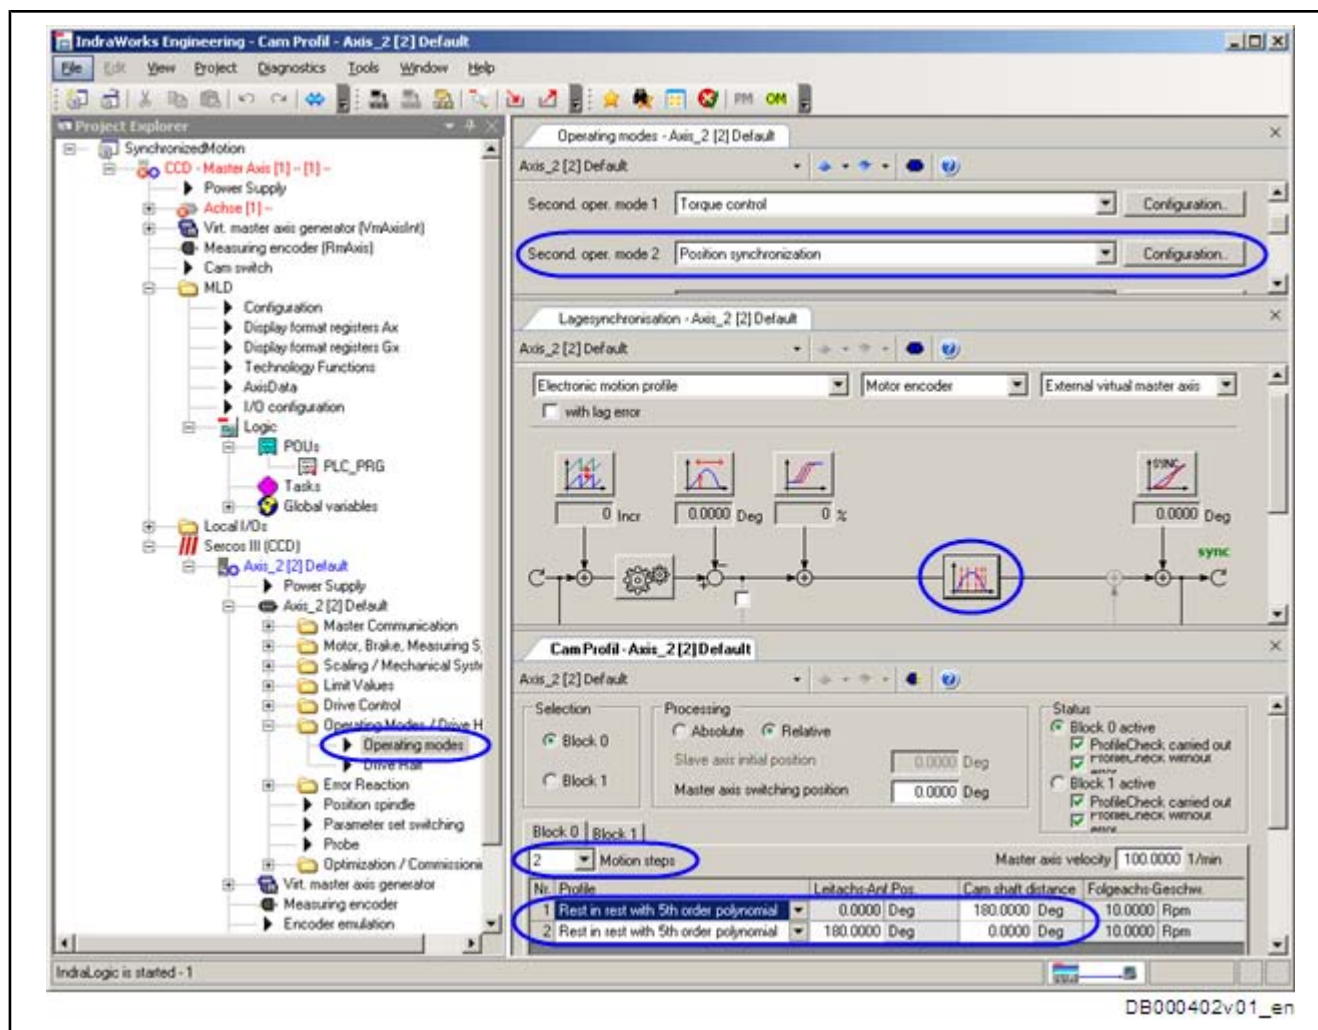 IndraWorks Engineering - Cam Profil - Axis_2 [2] Default
File Edit View Project Diagnostics Tools Window Help
PM OM
Project Explorer
SynchronizedMotion
CCD - Master Axis [1] -- [1] --
Power Supply
Achse [1] --
Virt. master axis generator (VmAxisInt)
Measuring encoder (RmAxis)
Cam switch
MLD
Configuration
Display format registers Ax
Display format registers Gx
Technology Functions
AxisData
I/O configuration
Logic
POUs
PLC_PRG
Tasks
Global variables
Local I/Os
Sercos III (CCD)
Axis_2 [2] Default
Power Supply
Axis_2 [2] Default
Master Communication
Motor, Brake, Measuring S
Scaling / Mechanical Syste
Limit Values
Drive Control
Operating Modes / Drive H
Operating modes
Drive Halt
Error Reaction
Position spindle
Parameter set switching
Probe
Optimization / Commissioni
Virt. master axis generator
Measuring encoder
Encoder emulation
Operating modes - Axis_2 [2] Default
Axis_2 [2] Default
Second. oper. mode 1 Torque control Configuration..
Second. oper. mode 2 Position synchronization Configuration..
Lagesynchronisation - Axis_2 [2] Default
Axis_2 [2] Default
Electronic motion profile Motor encoder External virtual master axis
with lag error
SYNC
0 Incr 0.0000 Deg 0 % 0.0000 Deg
sync
Cam Profil - Axis_2 [2] Default
Axis_2 [2] Default
Selection
Block 0
Block 1
Processing
Absolute Relative
Slave axis initial position 0.0000 Deg
Master axis switching position 0.0000 Deg
Status
Block 0 active
ProfileCheck carried out
ProfileCheck without
error
Block 1 active
ProfileCheck carried out
ProfileCheck without
error
Block 0 Block 1
2 Motion steps Master axis velocity 100.0000 1/min
Nr. Profile Leitachs-Anf.Pos. Cam shaft distance Folgeachs-Geschw.
1 Rest in rest with 5th order polynomial 0.0000 Deg 180.0000 Deg 10.0000 Rpm
2 Rest in rest with 5th order polynomial 180.0000 Deg 0.0000 Deg 10.0000 Rpm
IndraLogic is started - 1
DB000402v01_en